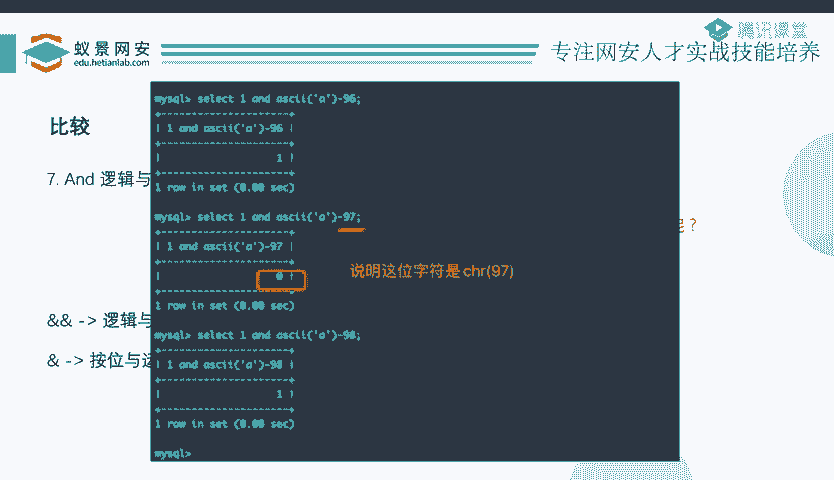 蚁景网安
edu.hetianlab.com
腾讯课堂
专注网安人才实战技能培养
比较
7. And 逻辑与
mysql> select 1 and ascii('a')-96;
| 1 and ascii('a')-96 |
| 1 |
1 row in set (0.00 sec)
mysql> select 1 and ascii('a')-97;
| 1 and ascii('a')-97 |
| 0 |
说明这位字符是chr(97)
1 row in set (0.00 sec)
&& -> 逻辑与
mysql> select 1 and ascii('a')-98;
& -> 按位与运
| 1 and ascii('a')-98 |
| 1 |
1 row in set (0.00 sec)
mysql>